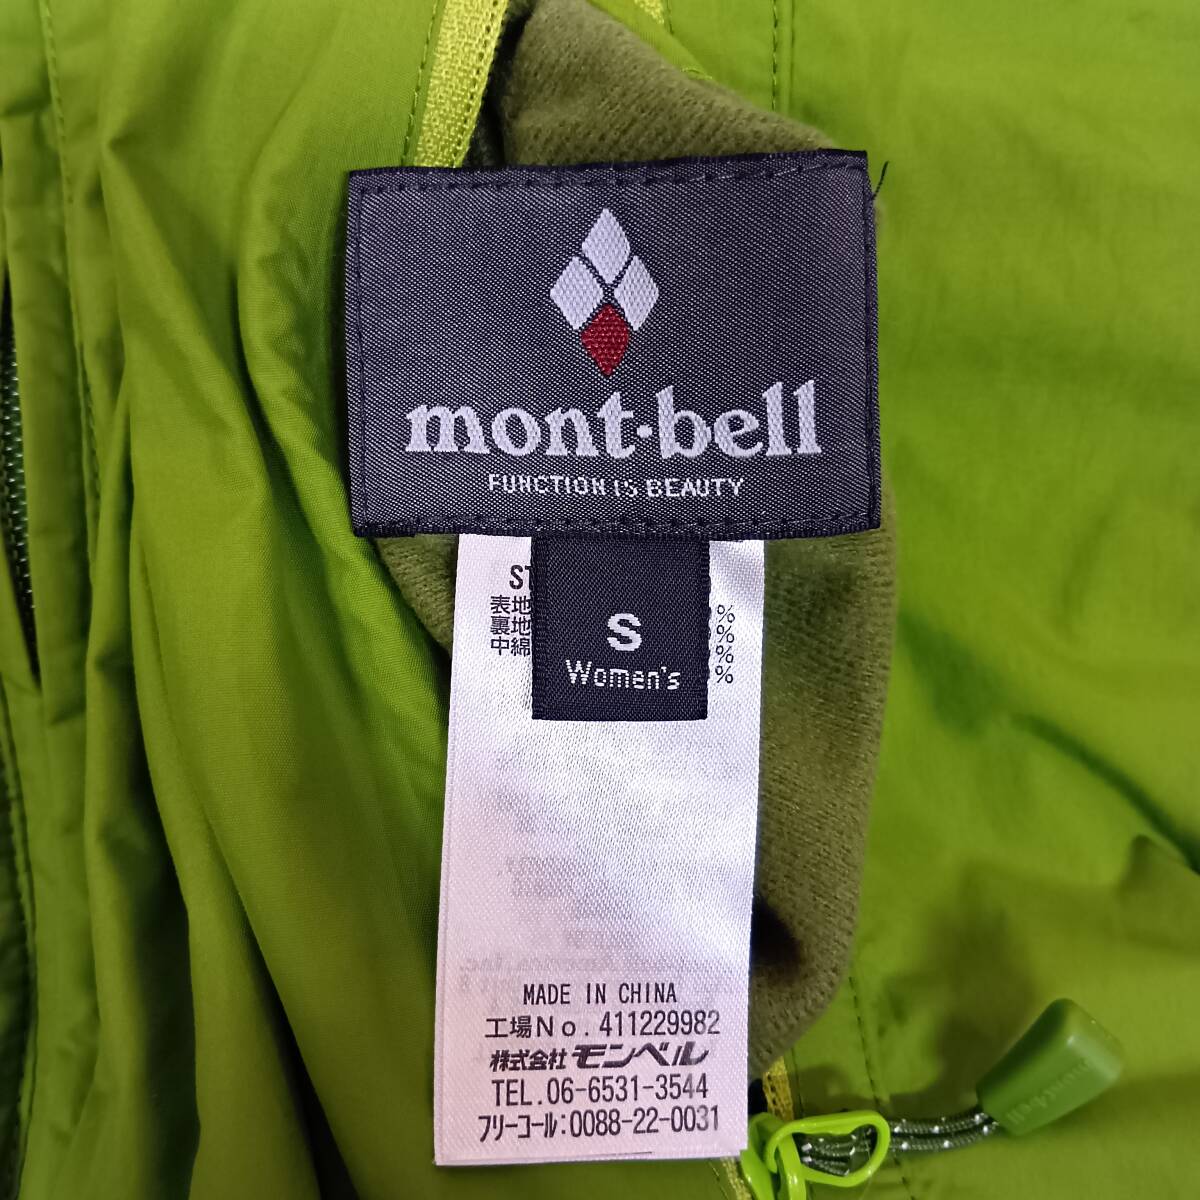 mont·bell
FUNCTION IS BEAUTY
S
Women's
表地
%
裏地
%
中綿
%
%
MADE IN CHINA
工場No. 411229982
株式会社 モンベル
TEL. 06-6531-3544
フリーコール:0088-22-0031
mont-bell